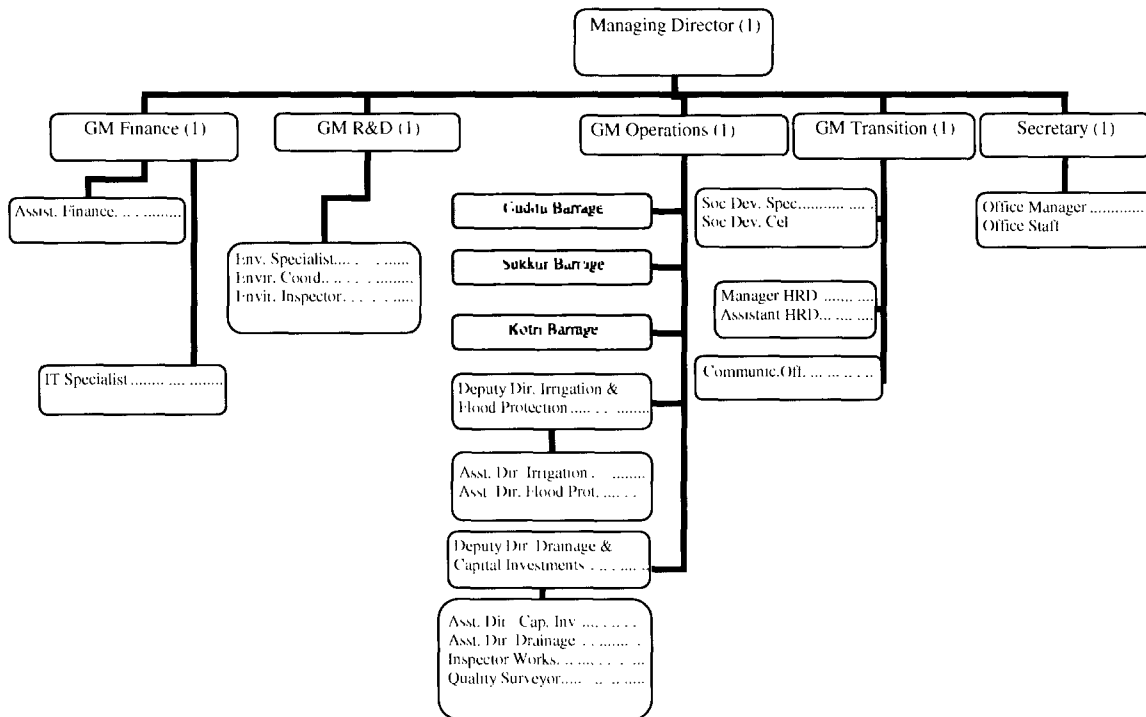 Managing Director (1)
GM Finance (1)
GM R&D (1)
GM Operations (1)
GM Transition (1)
Secretary (1)
Assist. Finance.. . .........
IT Specialist ......... .... ........
Env. Specialist.... . . ......
Envir. Coord... .. . .........
Envir. Inspector. . . . . ....
Guddu Barrage
Sukkur Barrage
Kotri Barrage
Deputy Dir. Irrigation &
Flood Protection ..... . . ........
Asst. Dir Irrigation . ........
Asst Dir. Flood Prot. .... . .
Deputy Dir Drainage &
Capital Investments . .. . .... ..
Asst. Dir Cap. Inv .... . .. . .
Asst. Dir Drainage . . ....... .
Inspector Works. .. .... . . . ...
Quality Surveyor..... .. .. .....
Soc Dev. Spec........... .... ..
Soc Dev. Cel
Manager HRD ....... ....
Assistant HRD... .... ....
Communic.Off. ... ... .. . ..
Office Manager ............
Office Staff